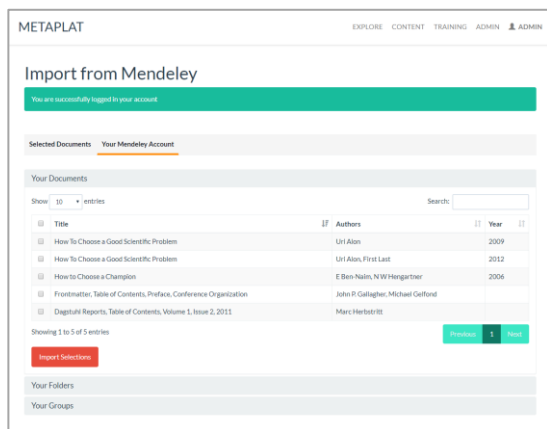 METAPLAT EXPLORE CONTENT TRAINING ADMIN ADMIN
Import from Mendeley
You are successfully logged in your account
Selected Documents Your Mendeley Account
Your Documents
Show 10 entries Search:
Title Authors Year
How To Choose a Good Scientific Problem Url Alon 2009
How To Choose a Good Scientific Problem Url Alon, First Last 2012
How to Choose a Champion E Ben-Naim, N W Hengartner 2006
Frontmatter, Table of Contents, Preface, Conference Organization John P. Gallagher, Michael Gelfond
Dagstuhl Reports, Table of Contents, Volume 1, Issue 2, 2011 Marc Herbstritt
Showing 1 to 5 of 5 entries Previous 1 Next
Import Selections
Your Folders
Your Groups